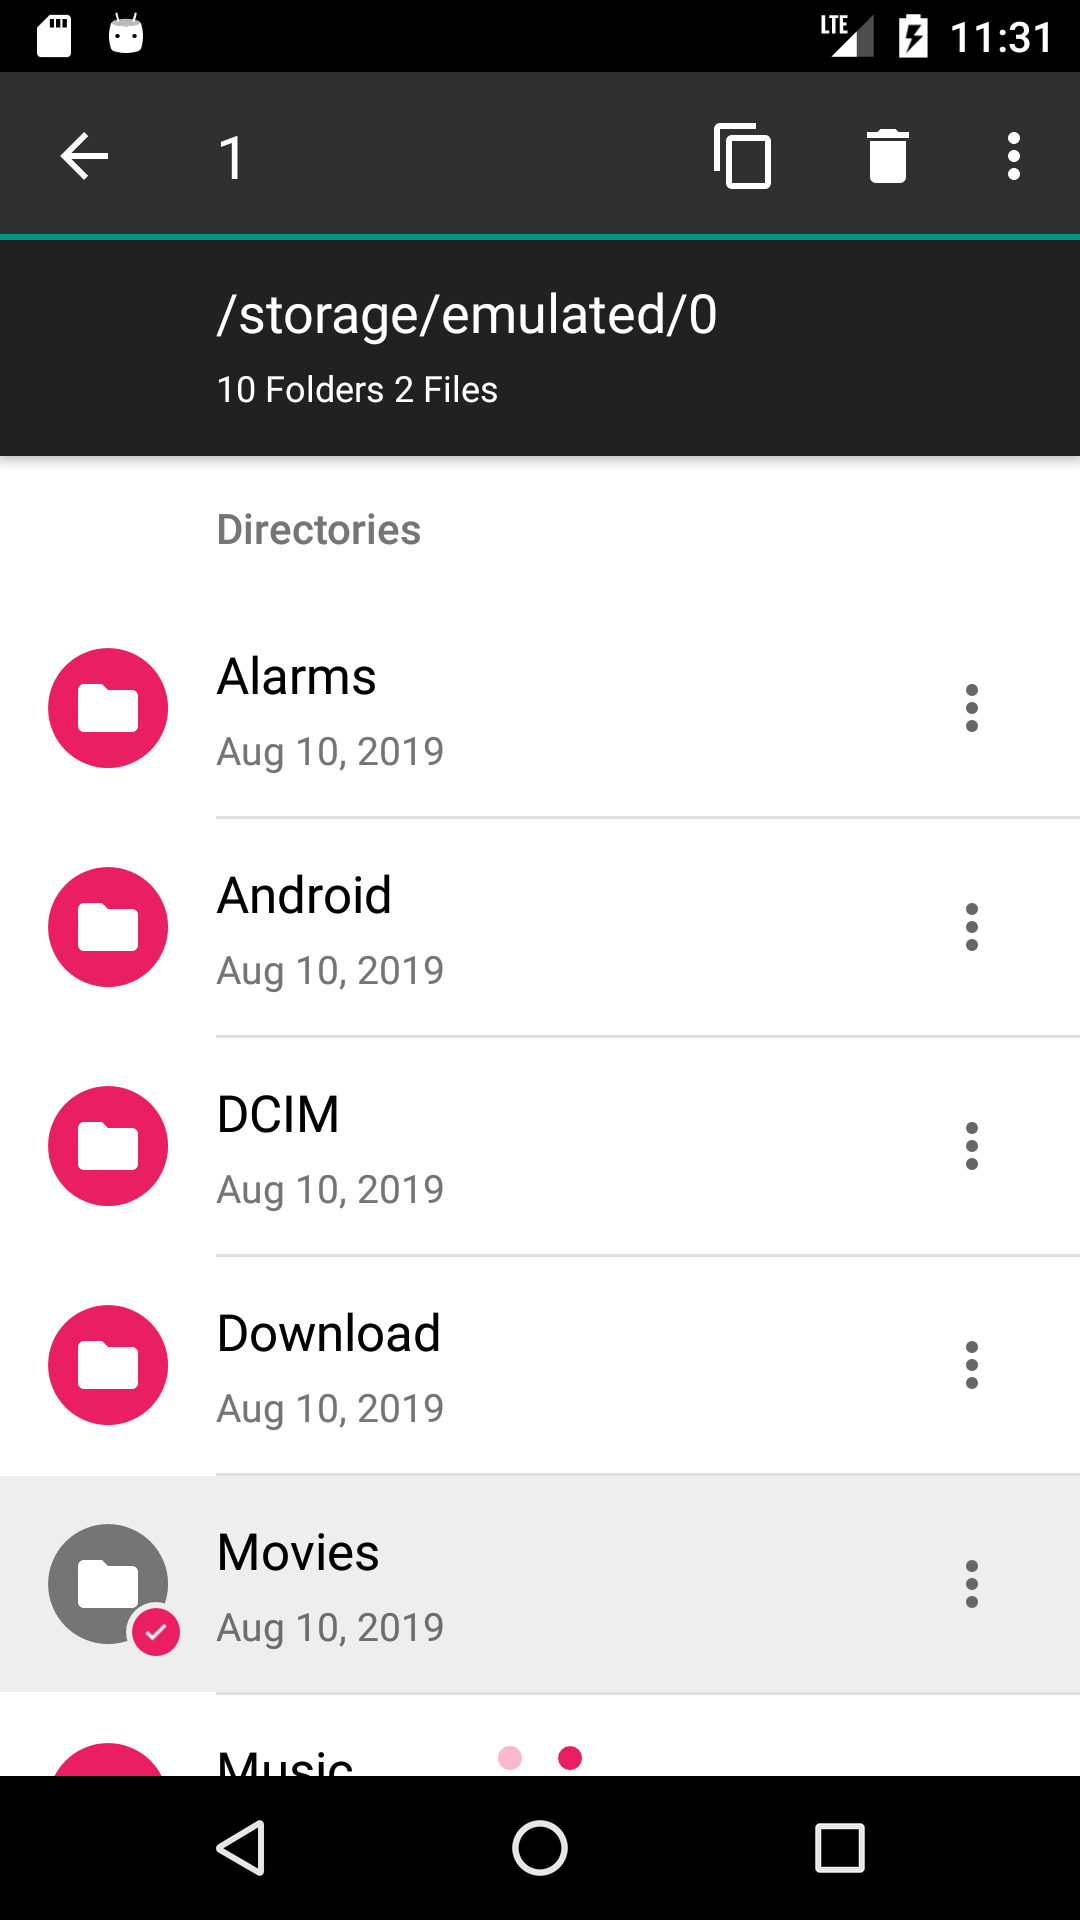 LTE 11:31
1
/storage/emulated/0
10 Folders 2 Files
Directories
Alarms
Aug 10, 2019
Android
Aug 10, 2019
DCIM
Aug 10, 2019
Download
Aug 10, 2019
Movies
Aug 10, 2019
Music